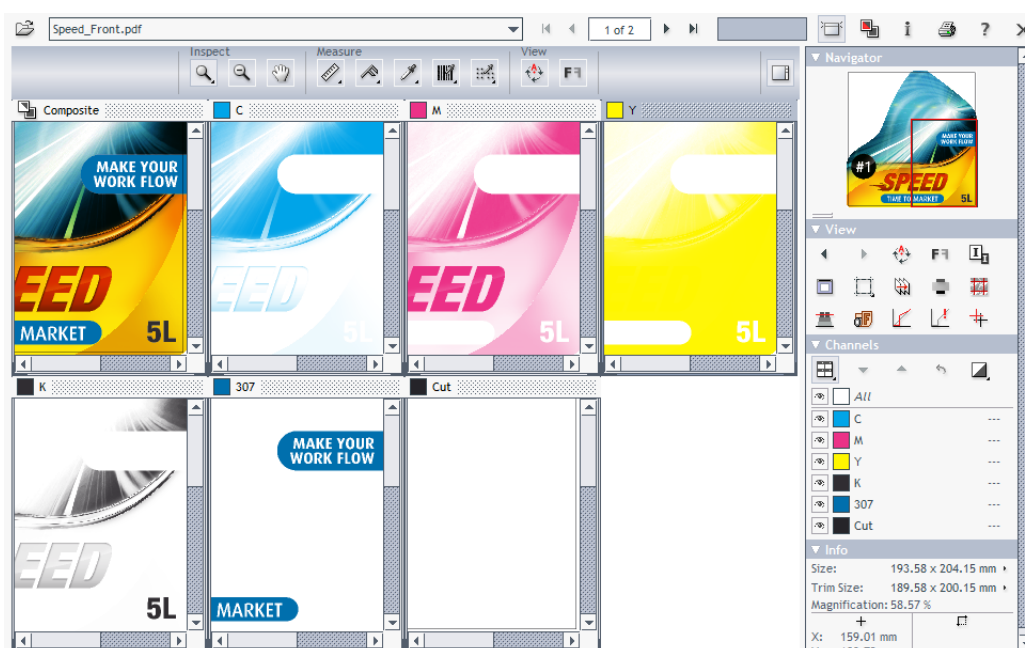 Speed_Front.pdf
1 of 2
i
?
Inspect
Measure
View
Composite
C
M
Y
MAKE YOUR
WORK FLOW
EED
MARKET
5L
EED
5L
EED
5L
5L
K
307
Cut
EED
5L
MAKE YOUR
WORK FLOW
MARKET
Navigator
MAKE YOUR
WORK FLOW
#1
SPEED
TIME TO MARKET
5L
View
Channels
All
C ---
M ---
Y ---
K ---
307 ---
Cut ---
Info
Size: 193.58 x 204.15 mm
Trim Size: 189.58 x 200.15 mm
Magnification: 58.57 %
X: 159.01 mm